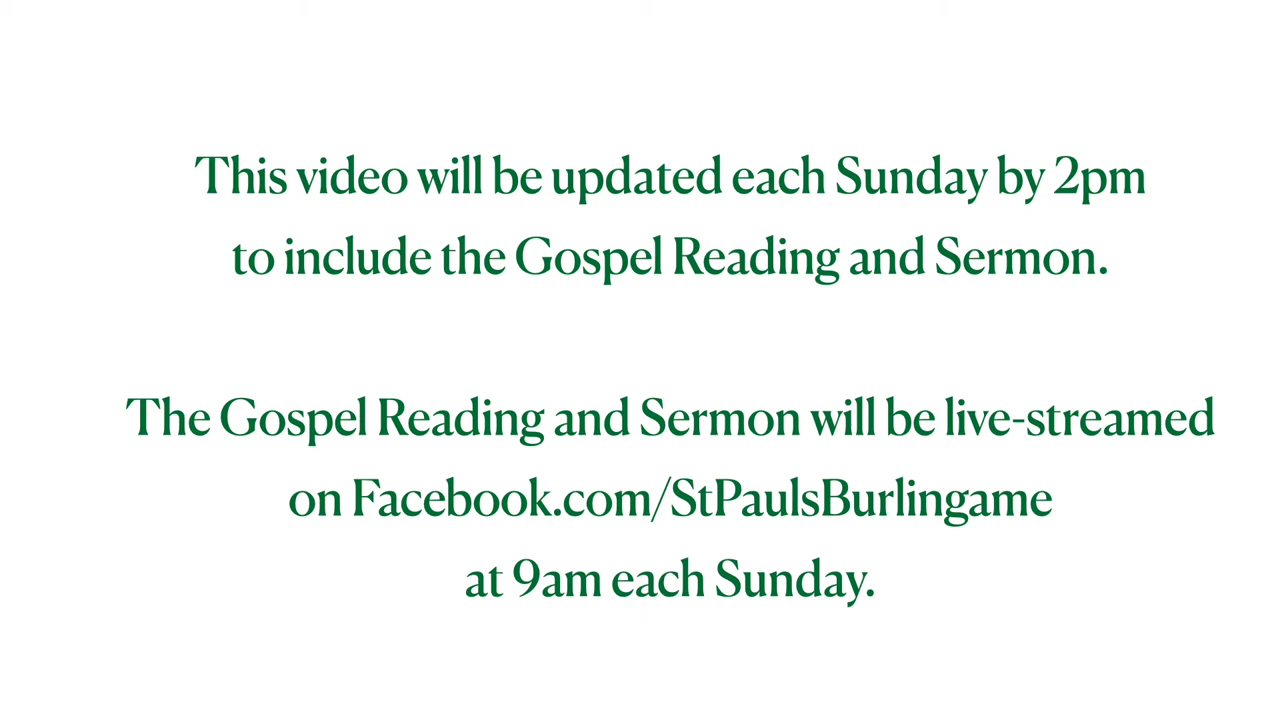 This video will be updated each Sunday by 2pm
to include the Gospel Reading and Sermon.
The Gospel Reading and Sermon will be live-streamed
on Facebook.com/StPaulsBurlingame
at 9am each Sunday.